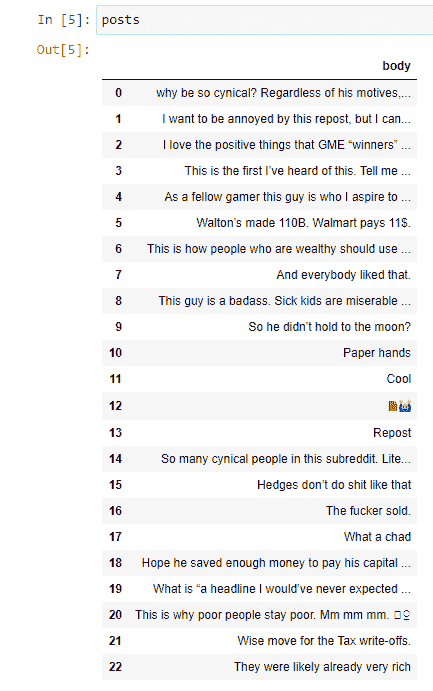 In [5]: posts
Out[5]:
body
0 why be so cynical? Regardless of his motives,...
1 I want to be annoyed by this repost, but I can...
2 I love the positive things that GME “winners” ...
3 This is the first I’ve heard of this. Tell me ...
4 As a fellow gamer this guy is who I aspire to ...
5 Walton’s made 110B. Walmart pays 11$.
6 This is how people who are wealthy should use ...
7 And everybody liked that.
8 This guy is a badass. Sick kids are miserable ...
9 So he didn’t hold to the moon?
10 Paper hands
11 Cool
12
13 Repost
14 So many cynical people in this subreddit. Lite...
15 Hedges don’t do shit like that
16 The fucker sold.
17 What a chad
18 Hope he saved enough money to pay his capital ...
19 What is “a headline I would’ve never expected ...
20 This is why poor people stay poor. Mm mm mm. □♀
21 Wise move for the Tax write-offs.
22 They were likely already very rich